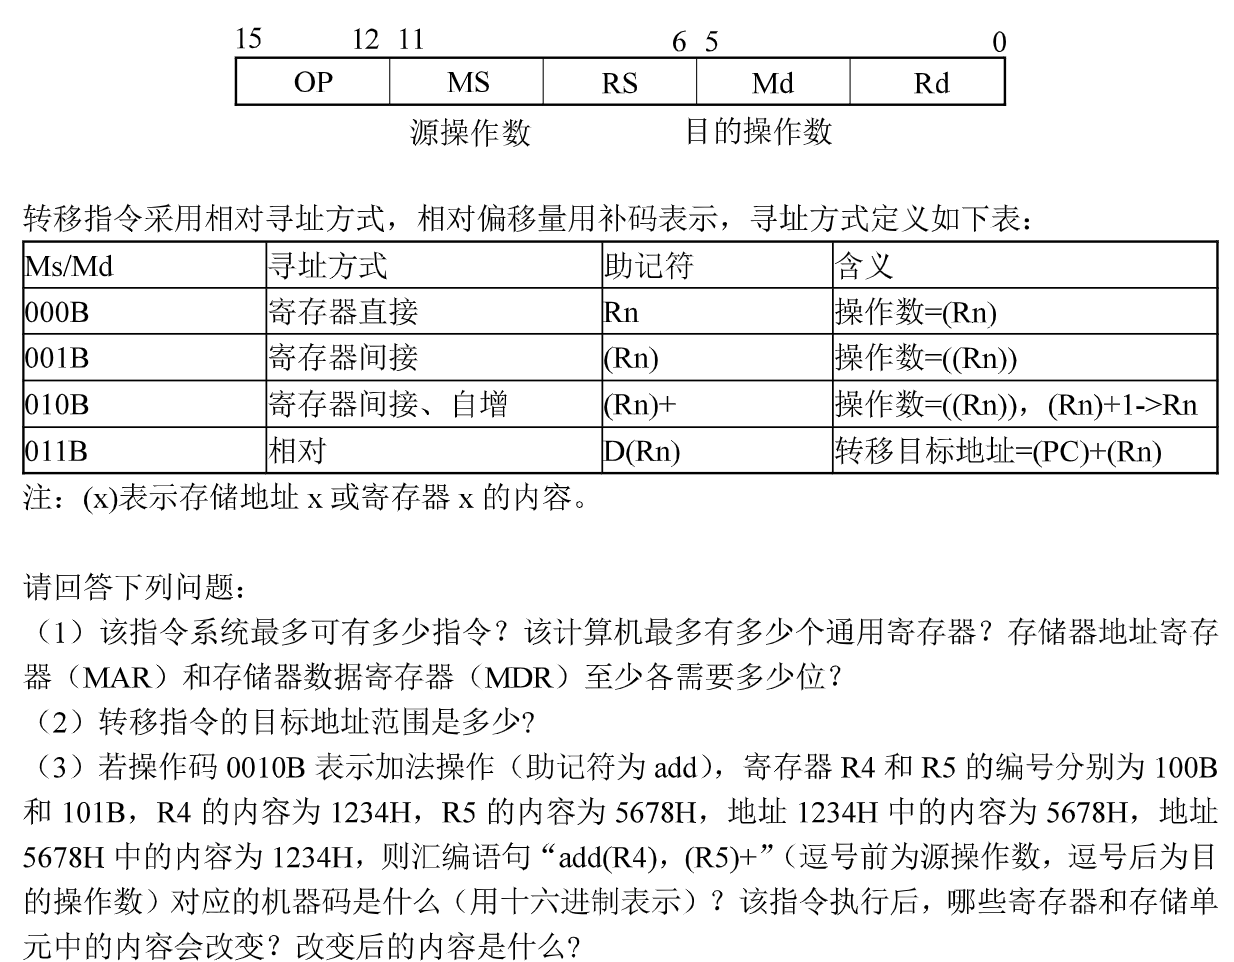 15 12 11 6 5 0
OP MS RS Md Rd
源操作数 目的操作数
转移指令采用相对寻址方式，相对偏移量用补码表示，寻址方式定义如下表：
Ms/Md 寻址方式 助记符 含义
000B 寄存器直接 Rn 操作数=(Rn)
001B 寄存器间接 (Rn) 操作数=((Rn))
010B 寄存器间接、自增 (Rn)+ 操作数=((Rn))，(Rn)+1->Rn
011B 相对 D(Rn) 转移目标地址=(PC)+(Rn)
注：(x)表示存储地址 x 或寄存器 x 的内容。
请回答下列问题：
（1）该指令系统最多可有多少指令？该计算机最多有多少个通用寄存器？存储器地址寄存
器（MAR）和存储器数据寄存器（MDR）至少各需要多少位？
（2）转移指令的目标地址范围是多少?
（3）若操作码 0010B 表示加法操作（助记符为 add），寄存器 R4 和 R5 的编号分别为 100B
和 101B，R4 的内容为 1234H，R5 的内容为 5678H，地址 1234H 中的内容为 5678H，地址
5678H 中的内容为 1234H，则汇编语句“add(R4)，(R5)+”（逗号前为源操作数，逗号后为目
的操作数）对应的机器码是什么（用十六进制表示）？该指令执行后，哪些寄存器和存储单
元中的内容会改变？改变后的内容是什么?